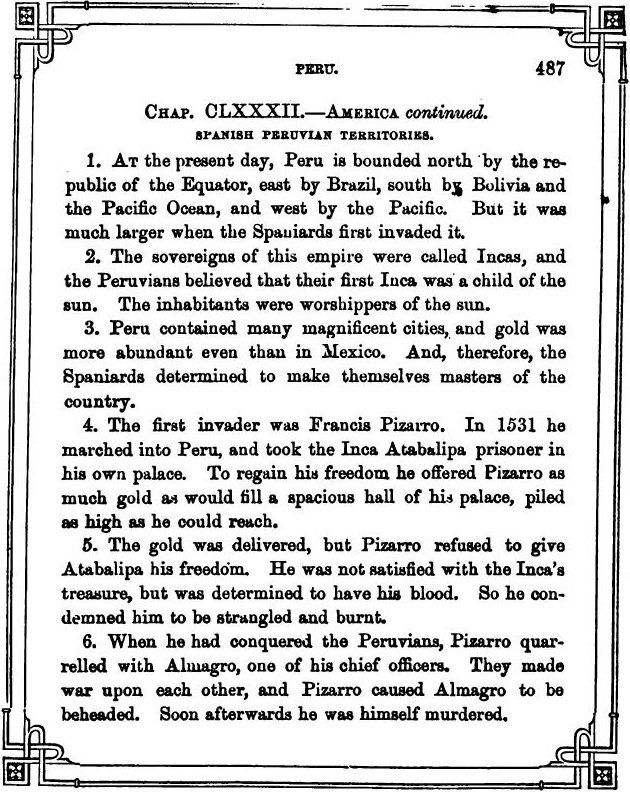 PERU.
487
CHAP. CLXXXII.—AMERICA continued.
SPANISH PERUVIAN TERRITORIES.
1. AT the present day, Peru is bounded north by the re-
public of the Equator, east by Brazil, south by Bolivia and
the Pacific Ocean, and west by the Pacific. But it was
much larger when the Spaniards first invaded it.
2. The sovereigns of this empire were called Incas, and
the Peruvians believed that their first Inca was a child of the
sun. The inhabitants were worshippers of the sun.
3. Peru contained many magnificent cities, and gold was
more abundant even than in Mexico. And, therefore, the
Spaniards determined to make themselves masters of the
country.
4. The first invader was Francis Pizarro. In 1531 he
marched into Peru, and took the Inca Atabalipa prisoner in
his own palace. To regain his freedom he offered Pizarro as
much gold as would fill a spacious hall of his palace, piled
as high as he could reach.
5. The gold was delivered, but Pizarro refused to give
Atabalipa his freedom. He was not satisfied with the Inca's
treasure, but was determined to have his blood. So he con-
demned him to be strangled and burnt.
6. When he had conquered the Peruvians, Pizarro quar-
relled with Almagro, one of his chief officers. They made
war upon each other, and Pizarro caused Almagro to be
beheaded. Soon afterwards he was himself murdered.